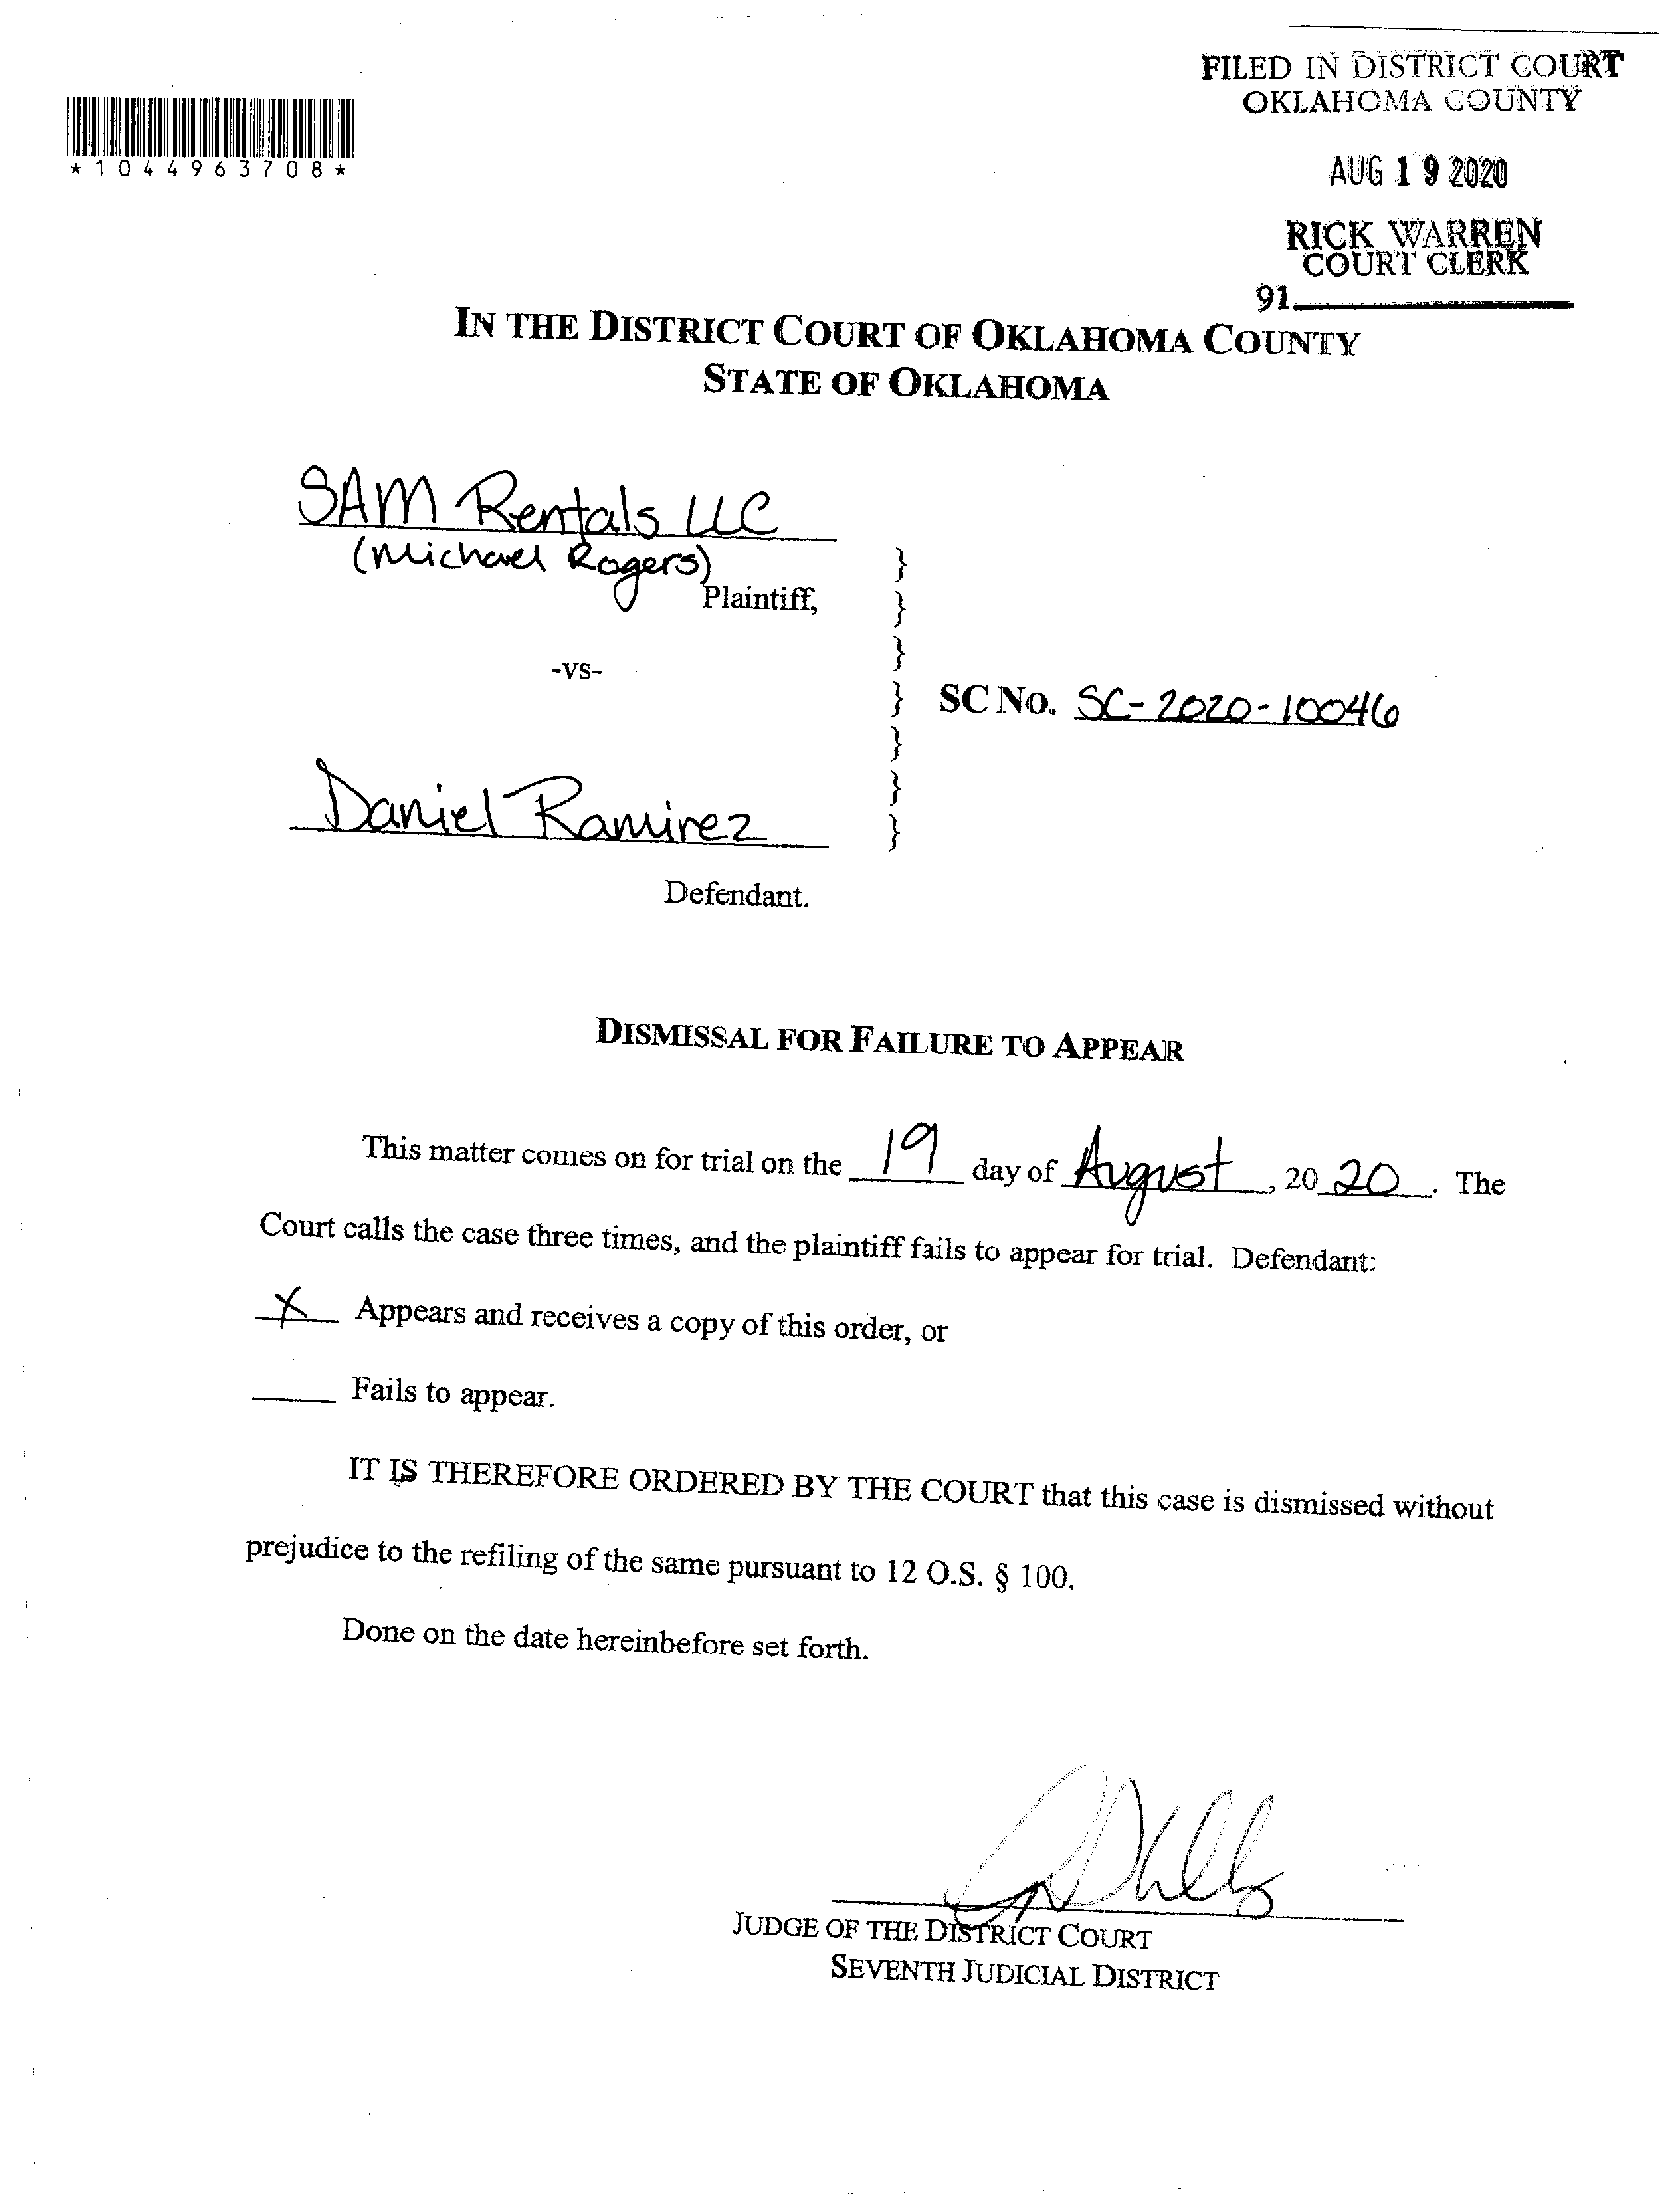 FILED IN DISTRICT COURT
OKLAHOMA COUNTY
*1044963708*
AUG 19 2020
RICK WARREN
COURT CLERK
91
IN THE DISTRICT COURT OF OKLAHOMA COUNTY
STATE OF OKLAHOMA
SAM Rentals LLC
(Michael Rogers)
Plaintiff,
-vs-
SC NO. SC-2020-10046
Daniel Ramirez
Defendant.
DISMISSAL FOR FAILURE TO APPEAR
This matter comes on for trial on the 19 day of August, 2020. The
Court calls the case three times, and the plaintiff fails to appear for trial. Defendant:
X Appears and receives a copy of this order, or
Fails to appear.
IT IS THEREFORE ORDERED BY THE COURT that this case is dismissed without
prejudice to the refiling of the same pursuant to 12 O.S. § 100.
Done on the date hereinbefore set forth.
JUDGE OF THE DISTRICT COURT
SEVENTH JUDICIAL DISTRICT